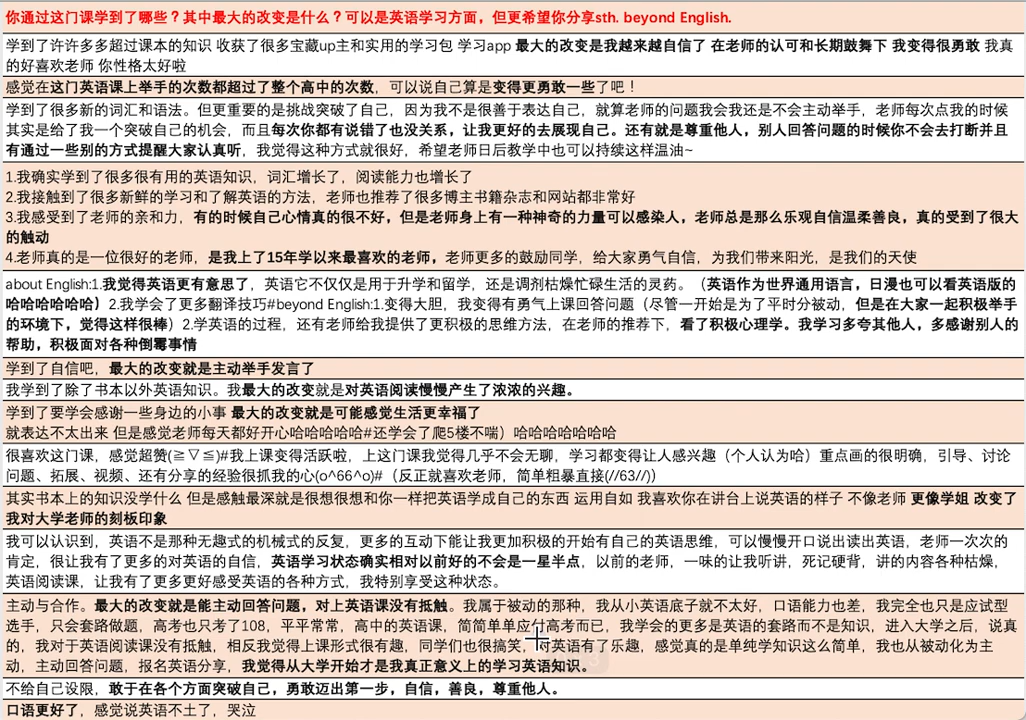 你通过这门课学到了哪些？其中最大的改变是什么？可以是英语学习方面，但更希望你分享sth. beyond English.
学到了许许多多超过课本的知识 收获了很多宝藏up主和实用的学习包 学习app 最大的改变是我越来越自信了 在老师的认可和长期鼓舞下 我变得很勇敢 我真
的好喜欢老师 你性格太好啦
感觉在这门英语课上举手的次数都超过了整个高中的次数，可以说自己算是变得更勇敢一些了吧！
学到了很多新的词汇和语法。但更重要的是挑战突破了自己，因为我不是很善于表达自己，就算老师的问题我会我还是不会主动举手，老师每次点我的时候
其实是给了我一个突破自己的机会，而且每次你都有说错了也没关系，让我更好的去展现自己。还有就是尊重他人，别人回答问题的时候你不会去打断并且
有通过一些别的方式提醒大家认真听，我觉得这种方式就很好，希望老师日后教学中也可以持续这样温油~
1.我确实学到了很多很有用的英语知识，词汇增长了，阅读能力也增长了
2.我接触到了很多新鲜的学习和了解英语的方法，老师也推荐了很多博主书籍杂志和网站都非常好
3.我感受到了老师的亲和力，有的时候自己心情真的很不好，但是老师身上有一种神奇的力量可以感染人，老师总是那么乐观自信温柔善良，真的受到了很大
的触动
4.老师真的是一位很好的老师，是我上了15年学以来最喜欢的老师，老师更多的鼓励同学，给大家勇气自信，为我们带来阳光，是我们的天使
about English:1.我觉得英语更有意思了，英语它不仅仅是用于升学和留学，还是调剂枯燥忙碌生活的灵药。（英语作为世界通用语言，日漫也可以看英语版的
哈哈哈哈哈哈）2.我学会了更多翻译技巧#beyond English:1.变得大胆，我变得有勇气上课回答问题（尽管一开始是为了平时分被动，但是在大家一起积极举手
的环境下，觉得这样很棒）2.学英语的过程，还有老师给我提供了更积极的思维方法，在老师的推荐下，看了积极心理学。我学习多夸其他人，多感谢别人的
帮助，积极面对各种倒霉事情
学到了自信吧，最大的改变就是主动举手发言了
我学到了除了书本以外英语知识。我最大的改变就是对英语阅读慢慢产生了浓浓的兴趣。
学到了要学会感谢一些身边的小事 最大的改变就是可能感觉生活更幸福了
就表达不太出来 但是感觉老师每天都好开心哈哈哈哈哈#还学会了爬5楼不喘）哈哈哈哈哈哈哈
很喜欢这门课，感觉超赞(≧▽≦)#我上课变得活跃啦，上这门课我觉得几乎不会无聊，学习都变得让人感兴趣（个人认为哈）重点画的很明确，引导、讨论
问题、拓展、视频、还有分享的经验很抓我的心(o^66^o)#（反正就喜欢老师，简单粗暴直接(//63//)）
其实书本上的知识没学什么 但是感触最深就是很想很想和你一样把英语学成自己的东西 运用自如 我喜欢你在讲台上说英语的样子 不像老师 更像学姐 改变了
我对大学老师的刻板印象
我可以认识到，英语不是那种无趣式的机械式的反复，更多的互动下能让我更加积极的开始有自己的英语思维，可以慢慢开口说出读出英语，老师一次次的
肯定，很让我有了更多的对英语的自信，英语学习状态确实相对以前好的不会是一星半点，以前的老师，一味的让我听讲，死记硬背，讲的内容各种枯燥，
英语阅读课，让我有了更多更好感受英语的各种方式，我特别享受这种状态。
主动与合作。最大的改变就是能主动回答问题，对上英语课没有抵触。我属于被动的那种，我从小英语底子就不太好，口语能力也差，我完全也只是应试型
选手，只会套路做题，高考也只考了108，平平常常，高中的英语课，简简单单应付高考而已，我学会的更多是英语的套路而不是知识，进入大学之后，说真
的，我对于英语阅读课没有抵触，相反我觉得上课形式很有趣，同学们也很搞笑，对英语有了乐趣，感觉真的是单纯学知识这么简单，我也从被动化为主
动，主动回答问题，报名英语分享，我觉得从大学开始才是我真正意义上的学习英语知识。
不给自己设限，敢于在各个方面突破自己，勇敢迈出第一步，自信，善良，尊重他人。
口语更好了，感觉说英语不土了，哭泣